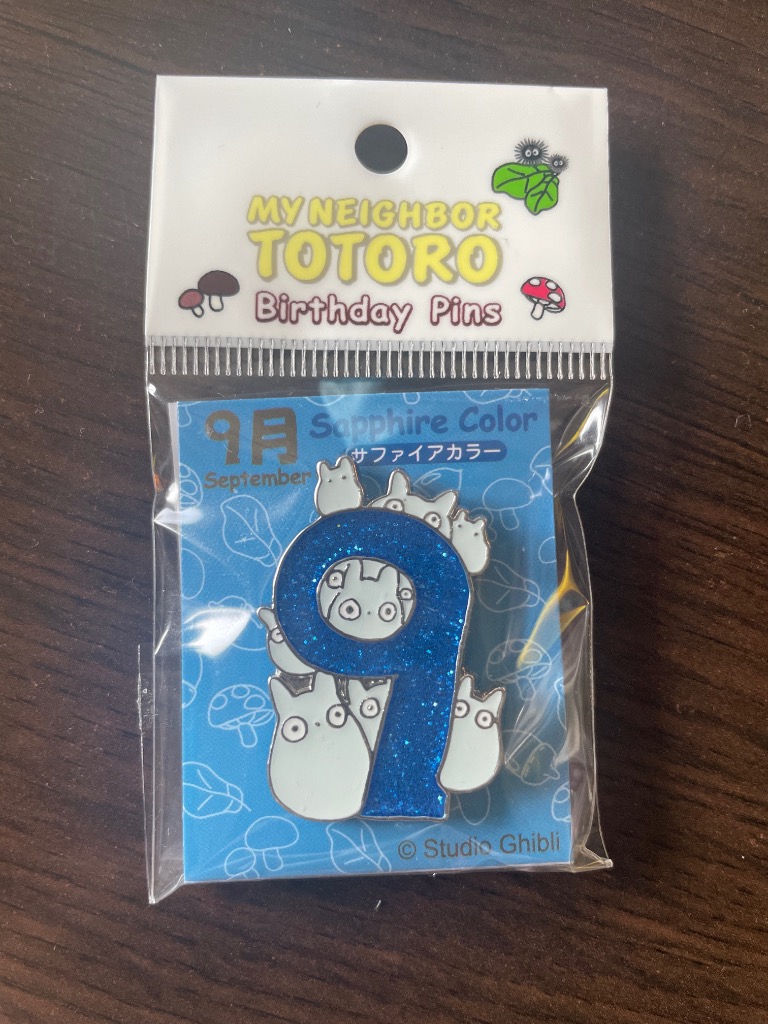 MY NEIGHBOR
TOTORO
Birthday Pins
9月 Sapphire Color
September サファイアカラー
9
© Studio Ghibli